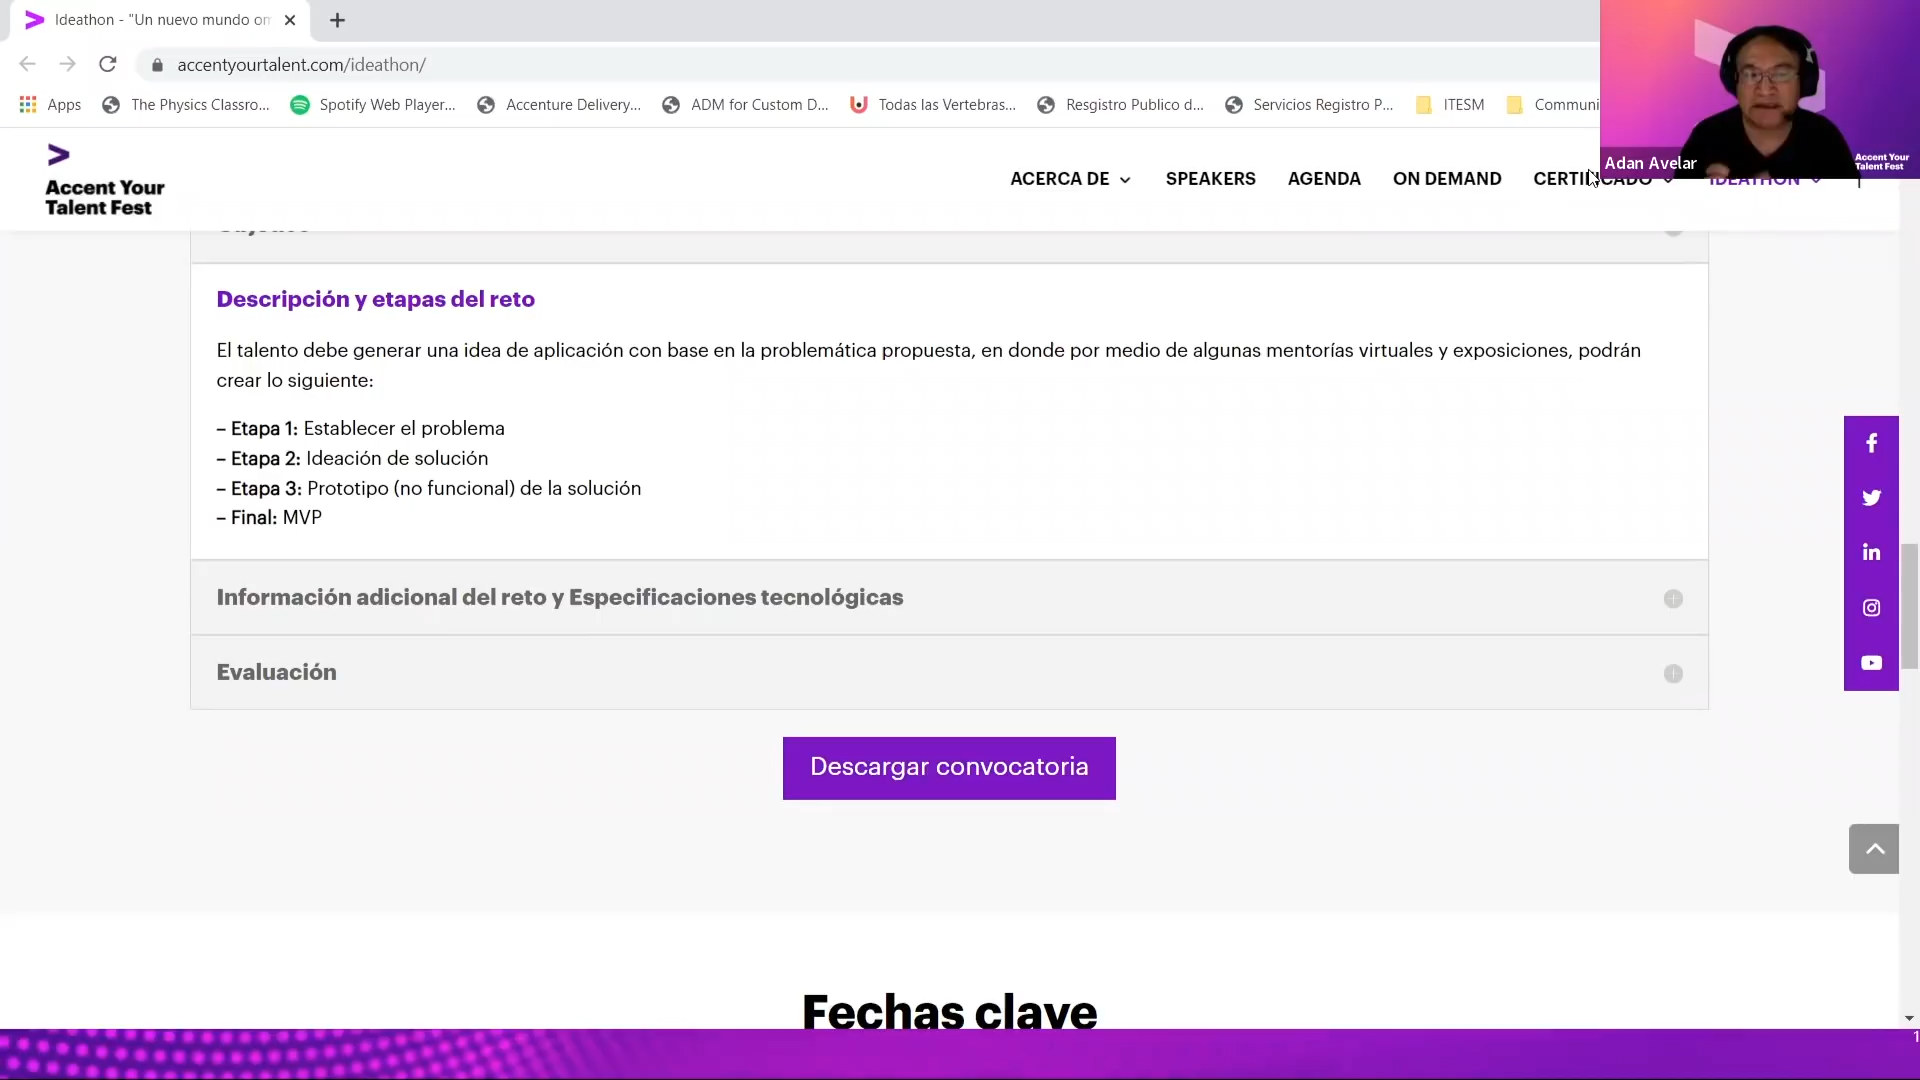 Ideathon - "Un nuevo mundo om
accentyourtalent.com/ideathon/
Apps
The Physics Classro...
Spotify Web Player...
Accenture Delivery...
ADM for Custom D...
Todas las Vertebras...
Resgistro Publico d...
Servicios Registro P...
ITESM
Communi
Adan Avelar
Accent Your
Talent Fest
>
Accent Your
Talent Fest
ACERCA DE
SPEAKERS
AGENDA
ON DEMAND
CERTIFICADO
IDEATHON
Descripción y etapas del reto
El talento debe generar una idea de aplicación con base en la problemática propuesta, en donde por medio de algunas mentorías virtuales y exposiciones, podrán
crear lo siguiente:
– Etapa 1: Establecer el problema
– Etapa 2: Ideación de solución
– Etapa 3: Prototipo (no funcional) de la solución
– Final: MVP
Información adicional del reto y Especificaciones tecnológicas
Evaluación
Descargar convocatoria
Fechas clave